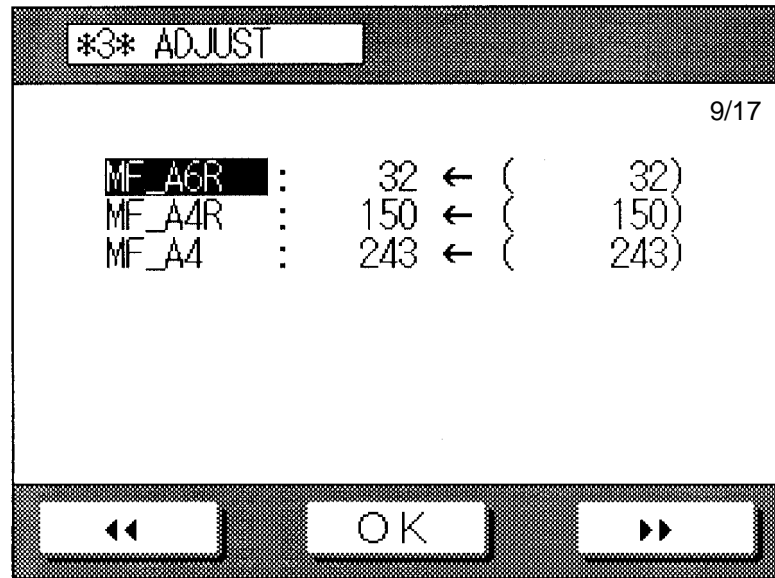 *3* ADJUST
9/17
MF_A6R : 32 ← ( 32)
MF_A4R : 150 ← ( 150)
MF_A4 : 243 ← ( 243)
OK